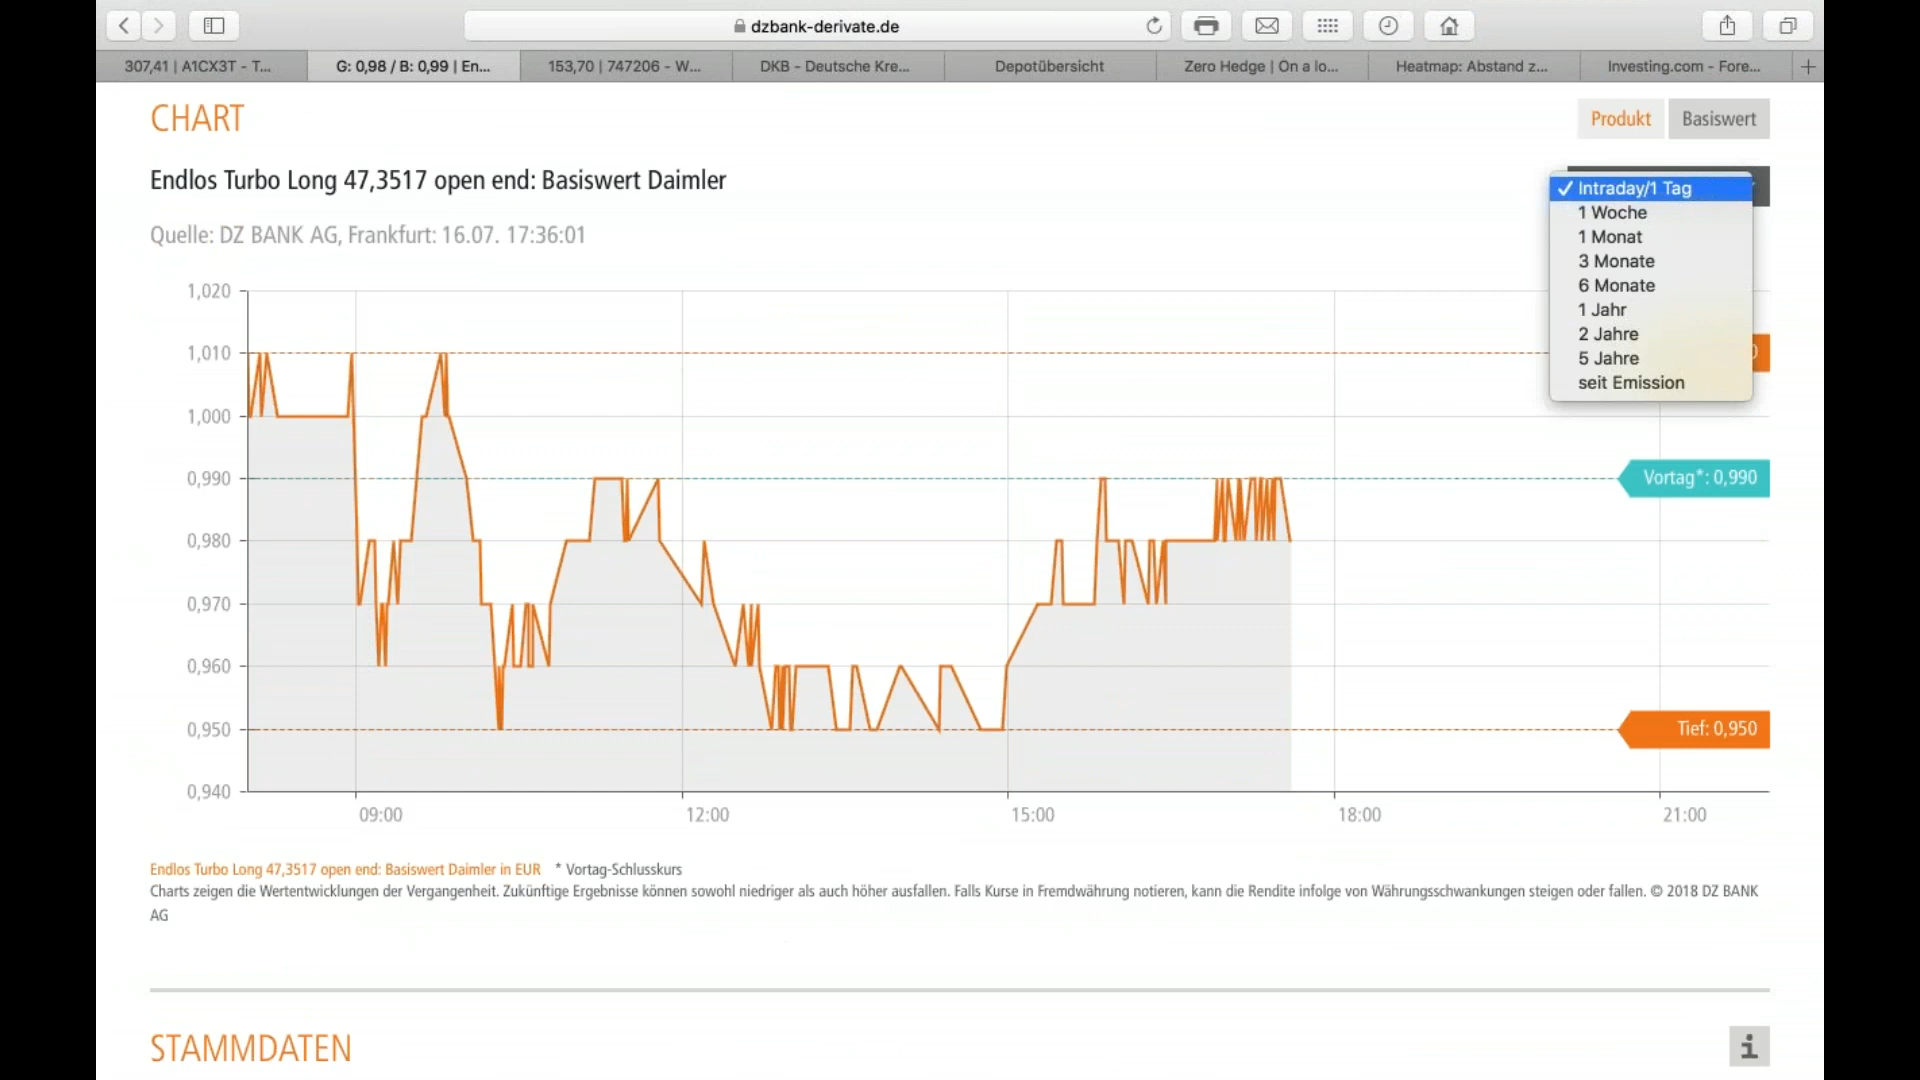 dzbank-derivate.de
307,41 | A1CX3T - T...
G: 0,98 / B: 0,99 | En...
153,70 | 747206 - W...
DKB - Deutsche Kre...
Depotübersicht
Zero Hedge | On a lo...
Heatmap: Abstand z...
Investing.com - Fore...
CHART
Produkt
Basiswert
Endlos Turbo Long 47,3517 open end: Basiswert Daimler
Quelle: DZ BANK AG, Frankfurt: 16.07. 17:36:01
✓ Intraday/1 Tag
1 Woche
1 Monat
3 Monate
6 Monate
1 Jahr
2 Jahre
5 Jahre
seit Emission
1,020
1,010
1,000
0,990
0,980
0,970
0,960
0,950
0,940
Vortag*: 0,990
Tief: 0,950
09:00
12:00
15:00
18:00
21:00
Endlos Turbo Long 47,3517 open end: Basiswert Daimler in EUR * Vortag-Schlusskurs
Charts zeigen die Wertentwicklungen der Vergangenheit. Zukünftige Ergebnisse können sowohl niedriger als auch höher ausfallen. Falls Kurse in Fremdwährung notieren, kann die Rendite infolge von Währungsschwankungen steigen oder fallen. © 2018 DZ BANK
AG
STAMMDATEN
i